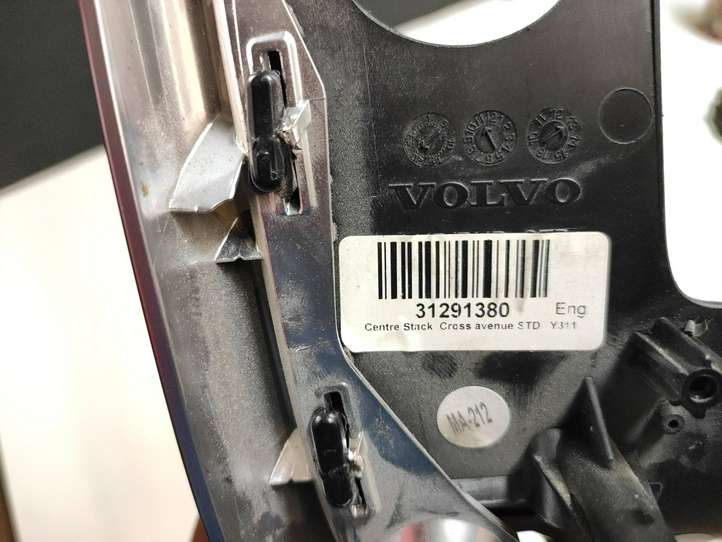 VOLVO
31291380 Eng
Centre Stack Cross avenue STD Y311
MA-212